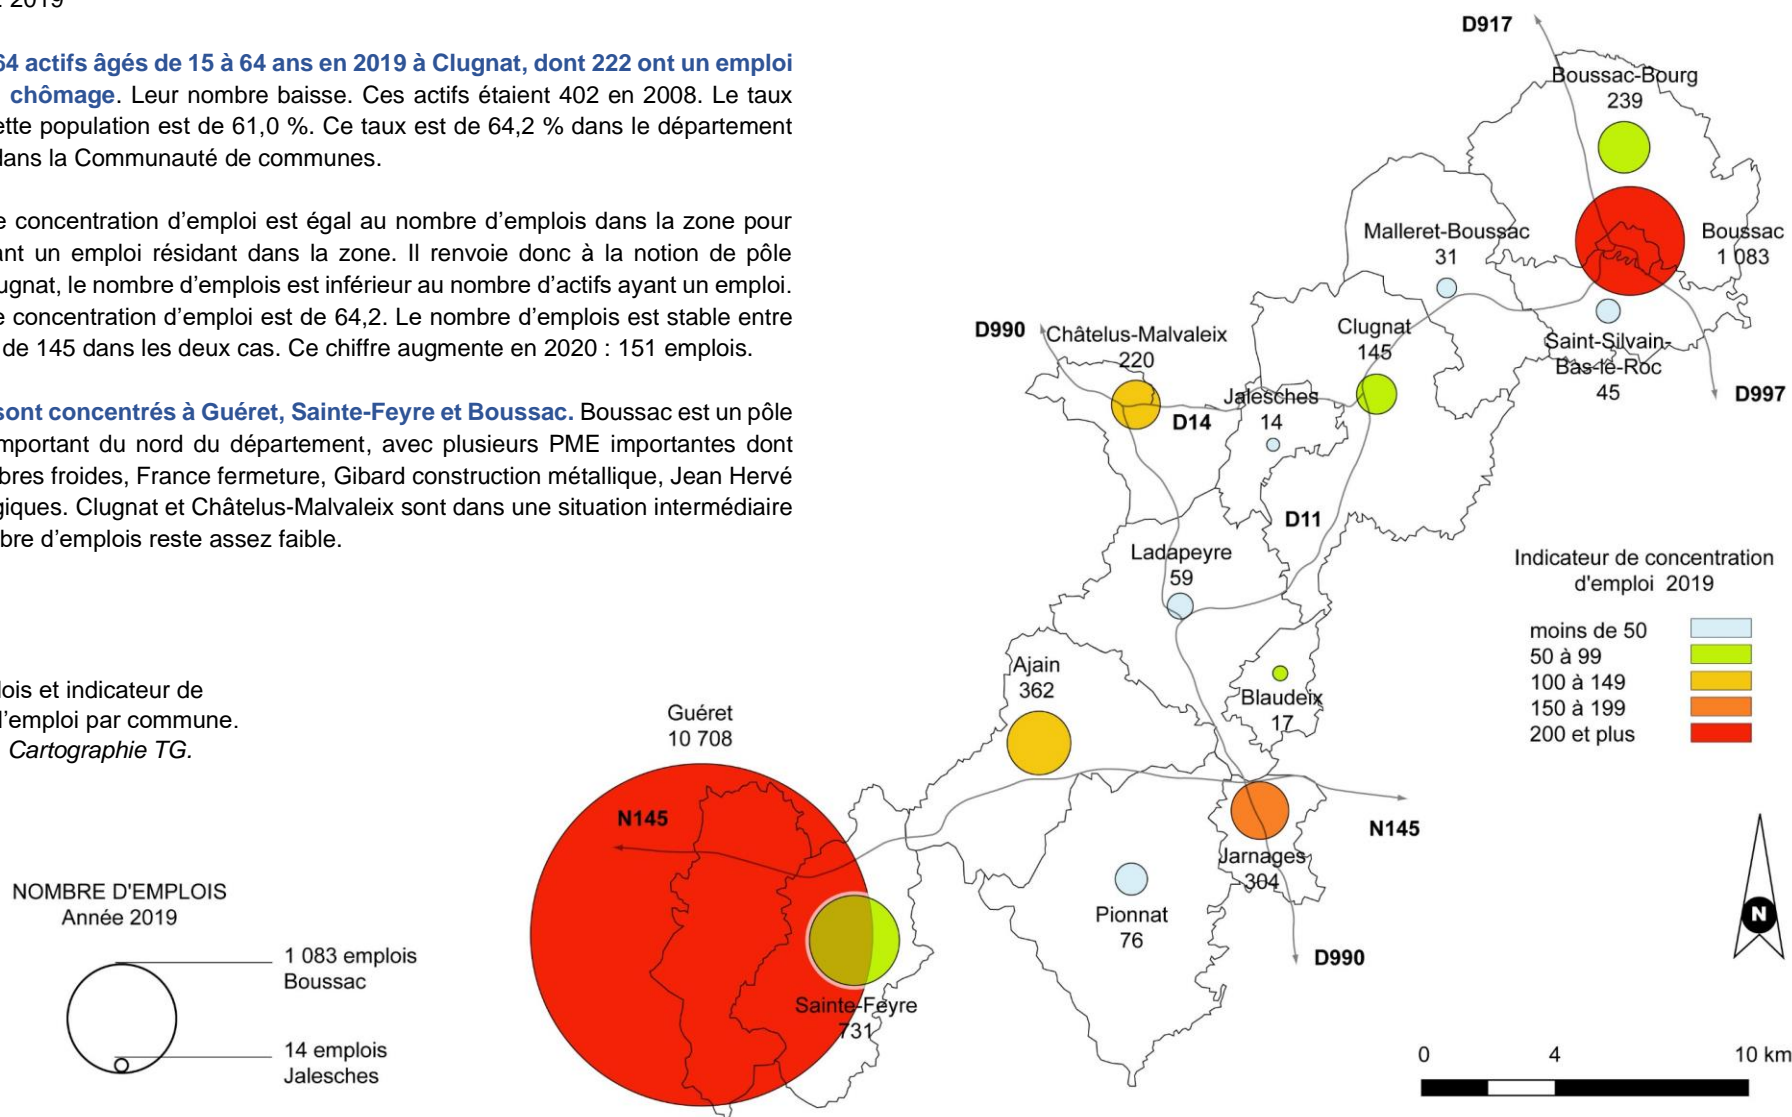 : 2019
64 actifs âgés de 15 à 64 ans en 2019 à Clugnat, dont 222 ont un emploi
chômage. Leur nombre baisse. Ces actifs étaient 402 en 2008. Le taux
ette population est de 61,0 %. Ce taux est de 64,2 % dans le département
dans la Communauté de communes.
e concentration d'emploi est égal au nombre d'emplois dans la zone pour
ant un emploi résidant dans la zone. Il renvoie donc à la notion de pôle
ugnat, le nombre d'emplois est inférieur au nombre d'actifs ayant un emploi.
e concentration d'emploi est de 64,2. Le nombre d'emplois est stable entre
de 145 dans les deux cas. Ce chiffre augmente en 2020 : 151 emplois.
sont concentrés à Guéret, Sainte-Feyre et Boussac. Boussac est un pôle
mportant du nord du département, avec plusieurs PME importantes dont
bres froides, France fermeture, Gibard construction métallique, Jean Hervé
giques. Clugnat et Châtelus-Malvaleix sont dans une situation intermédiaire
bre d'emplois reste assez faible.
lois et indicateur de
d'emploi par commune.
Cartographie TG.
NOMBRE D'EMPLOIS
Année 2019
1 083 emplois
Boussac
14 emplois
Jalesches
D917
Boussac-Bourg
239
Malleret-Boussac
31
Boussac
1 083
D990
Châtelus-Malvaleix
220
Clugnat
145
Saint-Silvain-
Bas-le-Roc
45
D997
Jalesches
14
D14
D11
Ladapeyre
59
Ajain
362
Blaudeix
17
Guéret
10 708
N145
N145
Jarnages
304
Pionnat
76
D990
Sainte-Feyre
731
Indicateur de concentration
d'emploi 2019
moins de 50
50 à 99
100 à 149
150 à 199
200 et plus
N
0 4 10 km